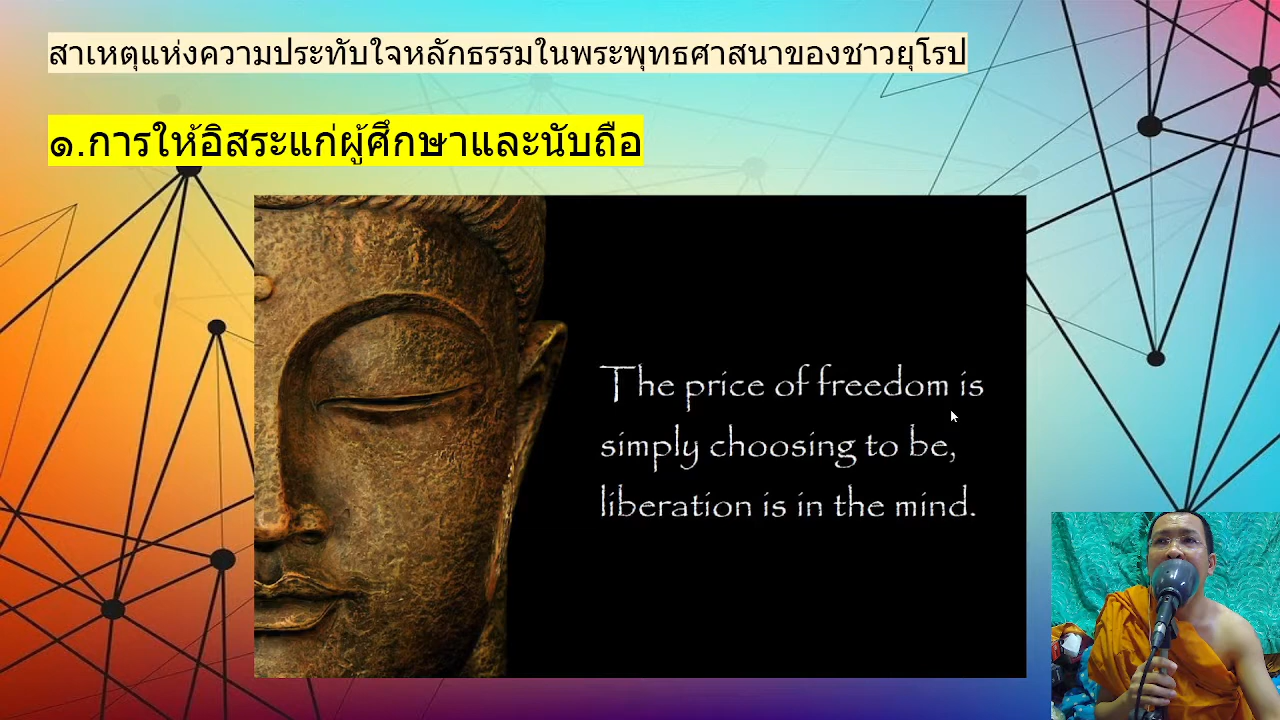 สาเหตุแห่งความประทับใจหลักธรรมในพระพุทธศาสนาของชาวยุโรป
๑.การให้อิสระแก่ผู้ศึกษาและนับถือ
The price of freedom is
simply choosing to be,
liberation is in the mind.